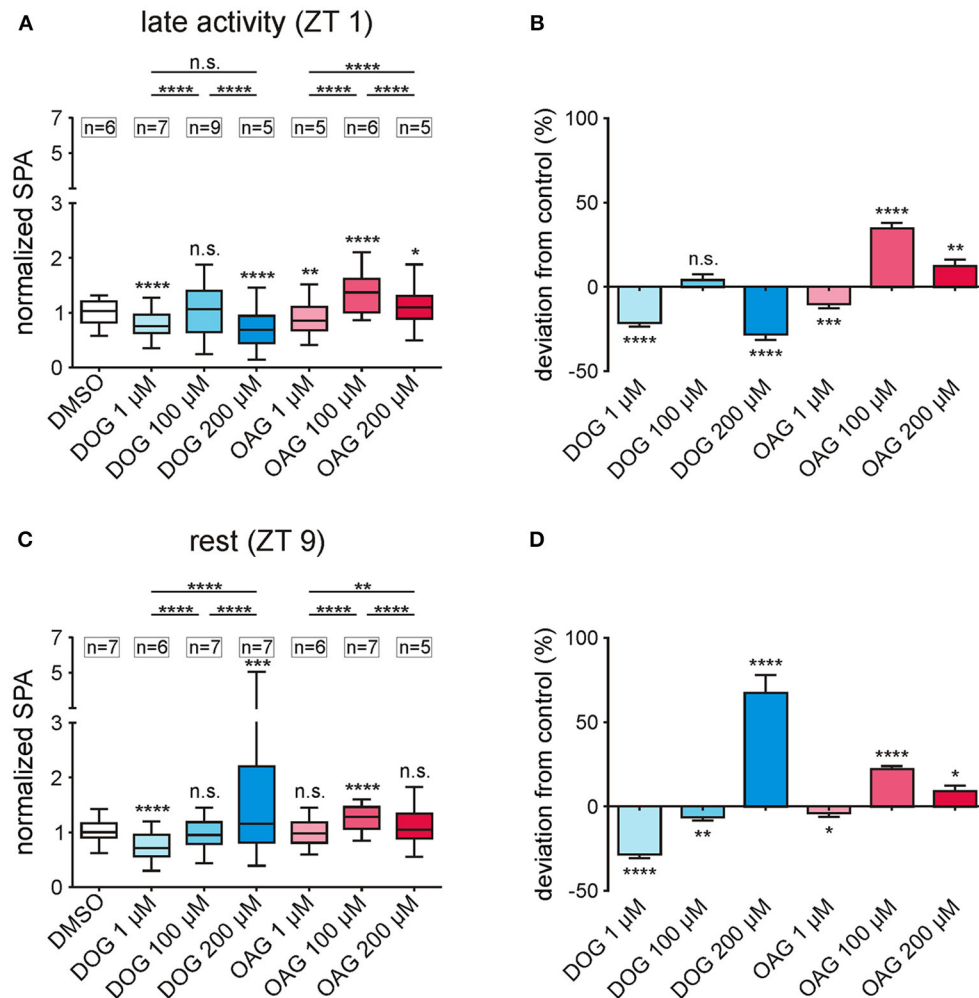 A
late activity (ZT 1)
n.s. ****
**** **** **** ****
n=6 n=7 n=9 n=5 n=5 n=6 n=5
**** n.s. **** ** **** *
normalized SPA
7
5
3
2
1
0
DMSO
DOG 1 µM
DOG 100 µM
DOG 200 µM
OAG 1 µM
OAG 100 µM
OAG 200 µM
B
deviation from control (%)
100
50
0
-50
**** n.s. **** *** **** **
DOG 1 µM
DOG 100 µM
DOG 200 µM
OAG 1 µM
OAG 100 µM
OAG 200 µM
C
rest (ZT 9)
**** **
**** **** **** ****
n=7 n=6 n=7 n=7 n=6 n=7 n=5
**** n.s. *** n.s. **** n.s.
normalized SPA
7
5
3
2
1
0
DMSO
DOG 1 µM
DOG 100 µM
DOG 200 µM
OAG 1 µM
OAG 100 µM
OAG 200 µM
D
deviation from control (%)
100
50
0
-50
**** ** **** * **** *
DOG 1 µM
DOG 100 µM
DOG 200 µM
OAG 1 µM
OAG 100 µM
OAG 200 µM